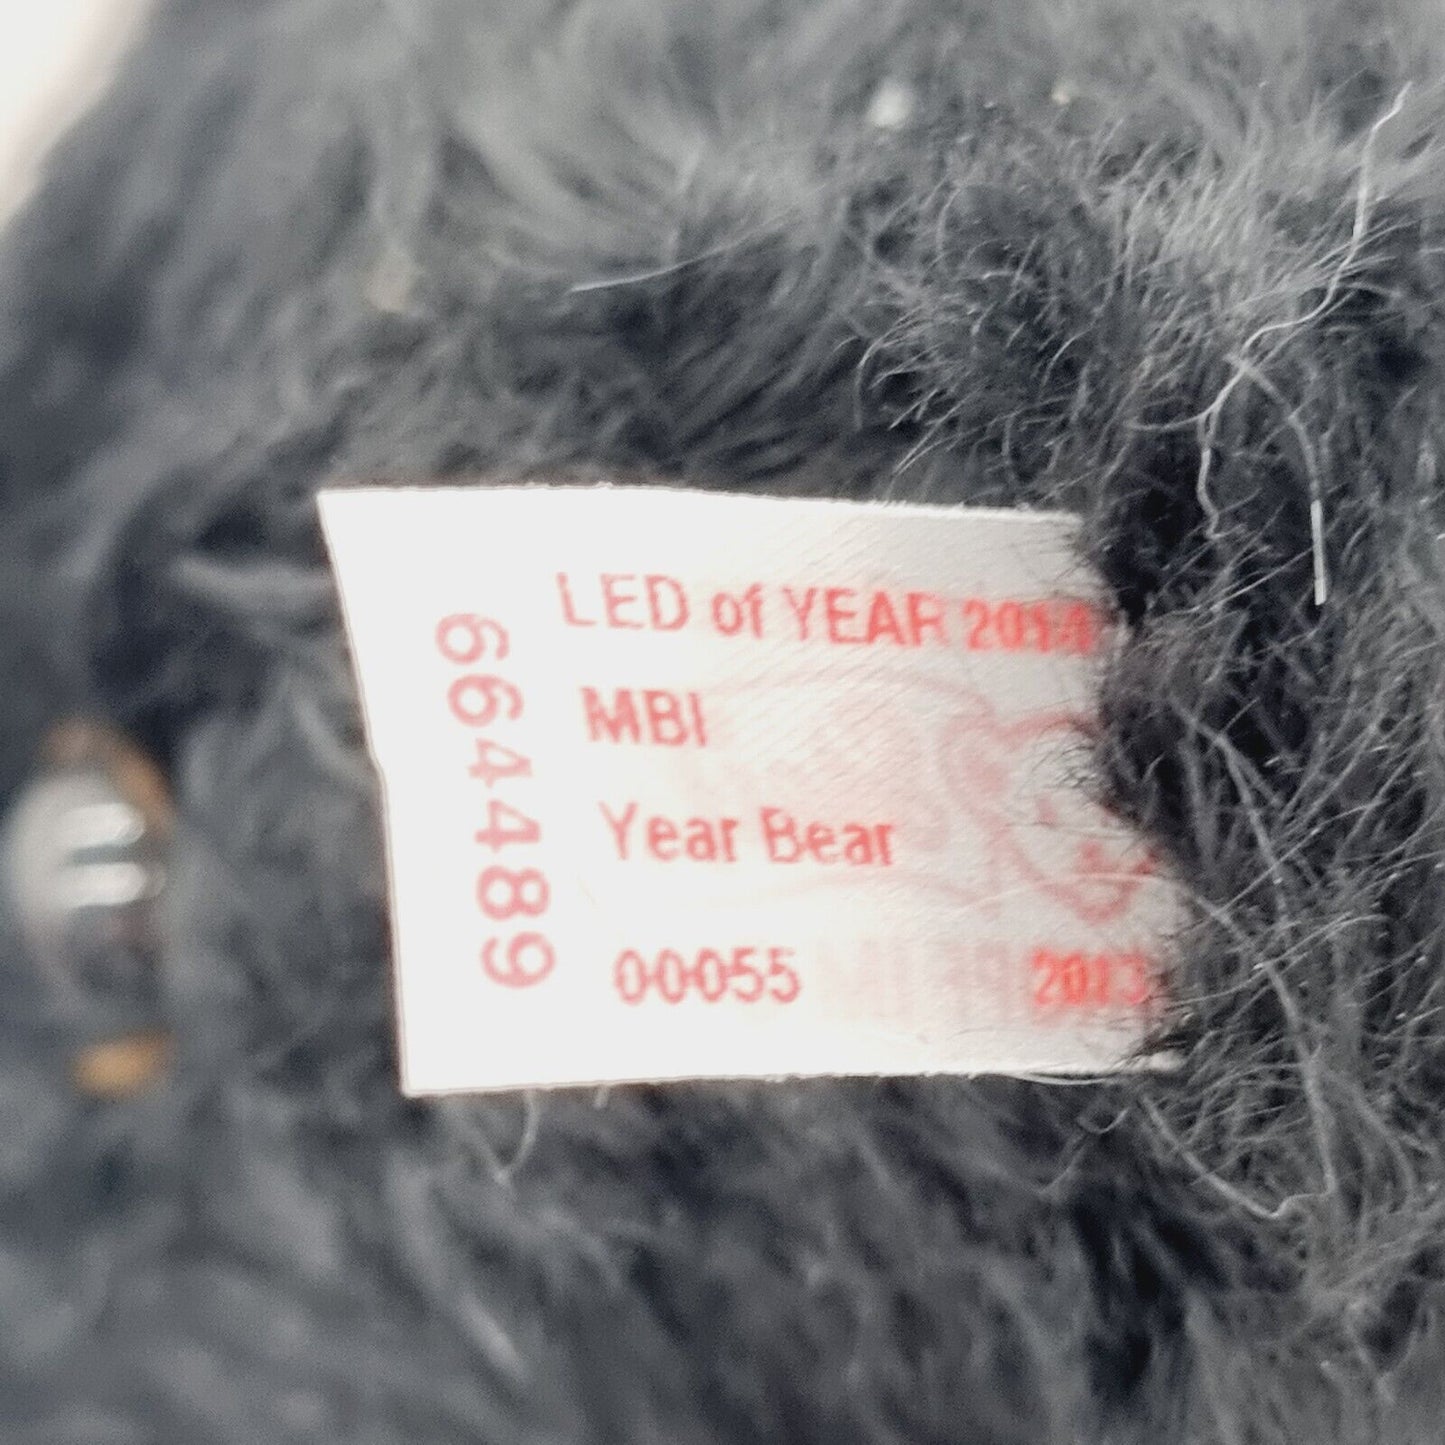 664489
LED of YEAR 2014
MBI
Year Bear
00055
2013